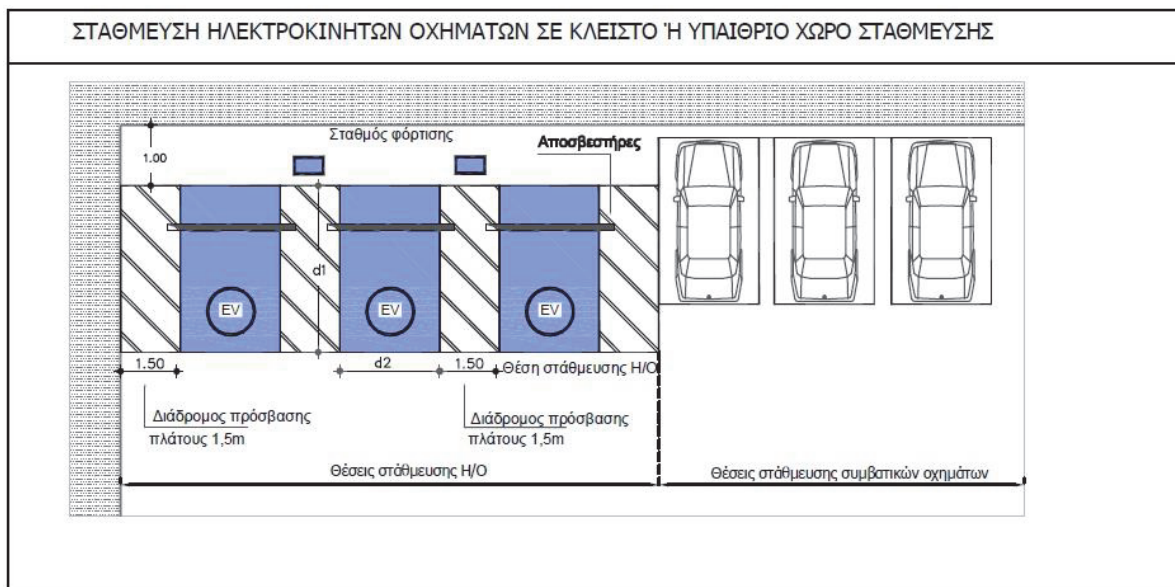 ΣΤΑΘΜΕΥΣΗ ΗΛΕΚΤΡΟΚΙΝΗΤΩΝ ΟΧΗΜΑΤΩΝ ΣΕ ΚΛΕΙΣΤΟ Ή ΥΠΑΙΘΡΙΟ ΧΩΡΟ ΣΤΑΘΜΕΥΣΗΣ
Σταθμός φόρτισης
Αποσβεστήρες
1.00
d1
EV
EV
EV
1.50
d2
1.50
Θέση στάθμευσης Η/Ο
Διάδρομος πρόσβασης
πλάτους 1,5m
Διάδρομος πρόσβασης
πλάτους 1,5m
Θέσεις στάθμευσης Η/Ο
Θέσεις στάθμευσης συμβατικών οχημάτων